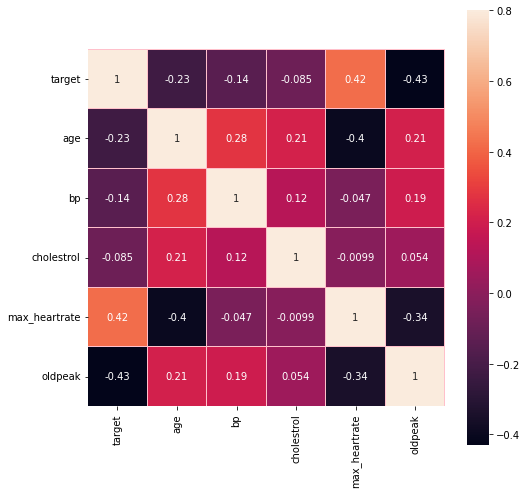 0.8
target 1 -0.23 -0.14 -0.085 0.42 -0.43
0.6
age -0.23 1 0.28 0.21 -0.4 0.21
0.4
bp -0.14 0.28 1 0.12 -0.047 0.19
0.2
cholestrol -0.085 0.21 0.12 1 -0.0099 0.054
0.0
max_heartrate 0.42 -0.4 -0.047 -0.0099 1 -0.34
−0.2
oldpeak -0.43 0.21 0.19 0.054 -0.34 1
−0.4
target age bp cholestrol max_heartrate oldpeak